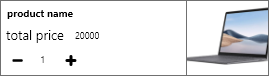 product name
total price 20000
- 1 +